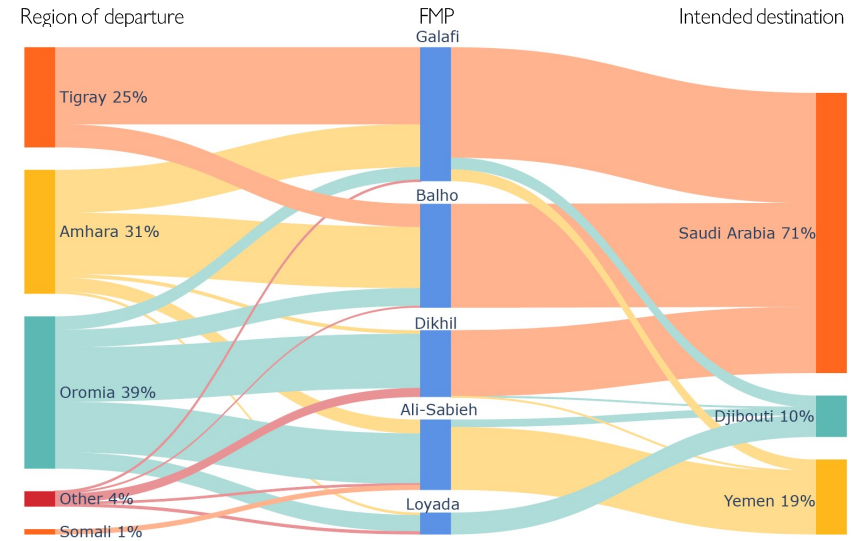 Region of departure
FMP
Intended destination
Galafi
Tigray 25%
Balho
Amhara 31%
Saudi Arabia 71%
Dikhil
Oromia 39%
Ali-Sabieh
Djibouti 10%
Other 4%
Loyada
Yemen 19%
Somali 1%